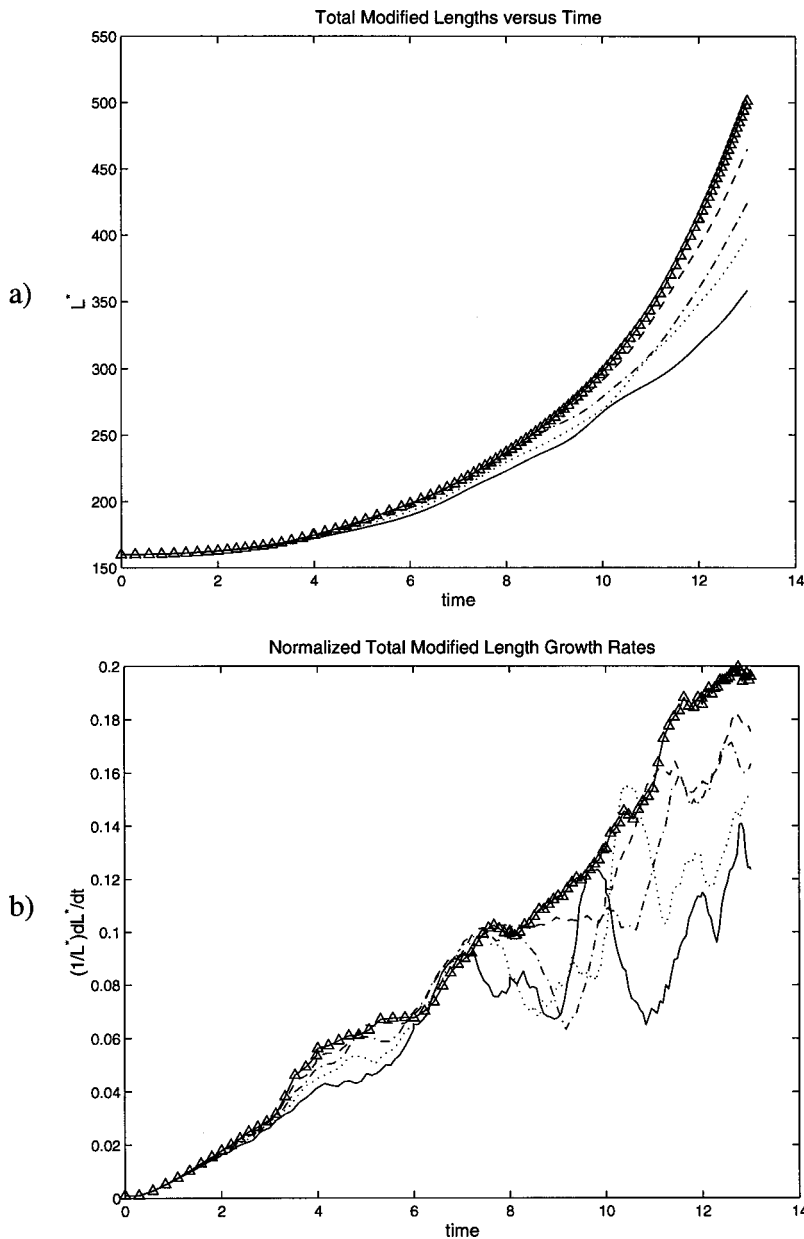 Total Modified Lengths versus Time
550
500
450
400
350
300
250
200
150
a)
L*
0 2 4 6 8 10 12 14
time
Normalized Total Modified Length Growth Rates
0.2
0.18
0.16
0.14
0.12
0.1
0.08
0.06
0.04
0.02
0
b)
(1/L*)dL*/dt
0 2 4 6 8 10 12 14
time